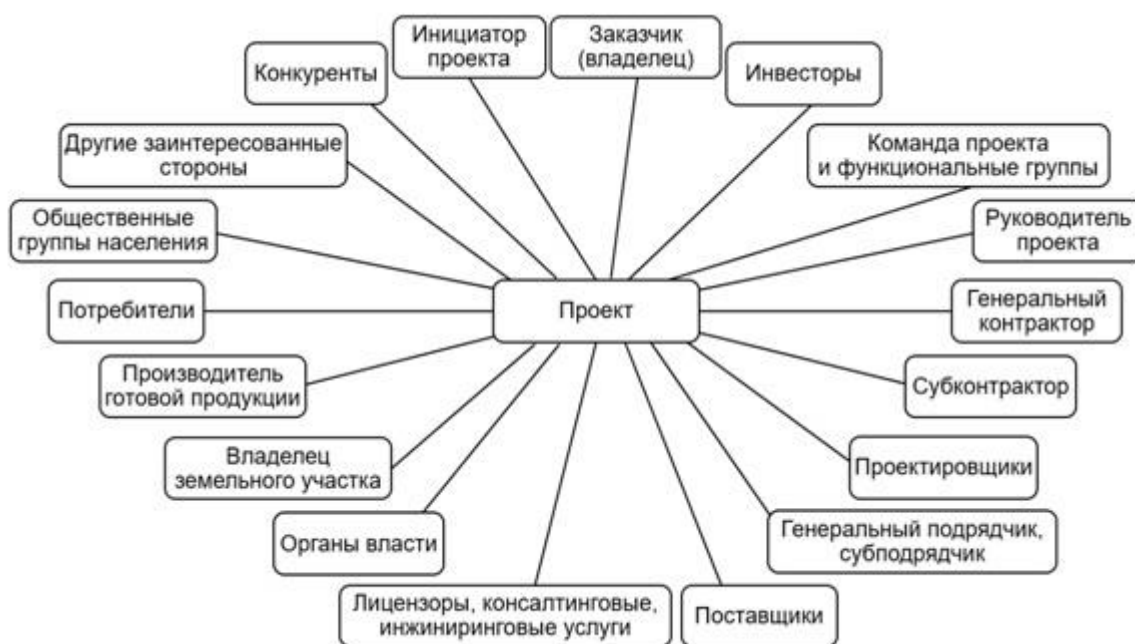 Инициатор
проекта
Заказчик
(владелец)
Конкуренты
Инвесторы
Другие заинтересованные
стороны
Команда проекта
и функциональные группы
Общественные
группы населения
Руководитель
проекта
Потребители
Проект
Генеральный
контрактор
Производитель
готовой продукции
Субконтрактор
Владелец
земельного участка
Проектировщики
Органы власти
Генеральный подрядчик,
субподрядчик
Лицензоры, консалтинговые,
инжиниринговые услуги
Поставщики